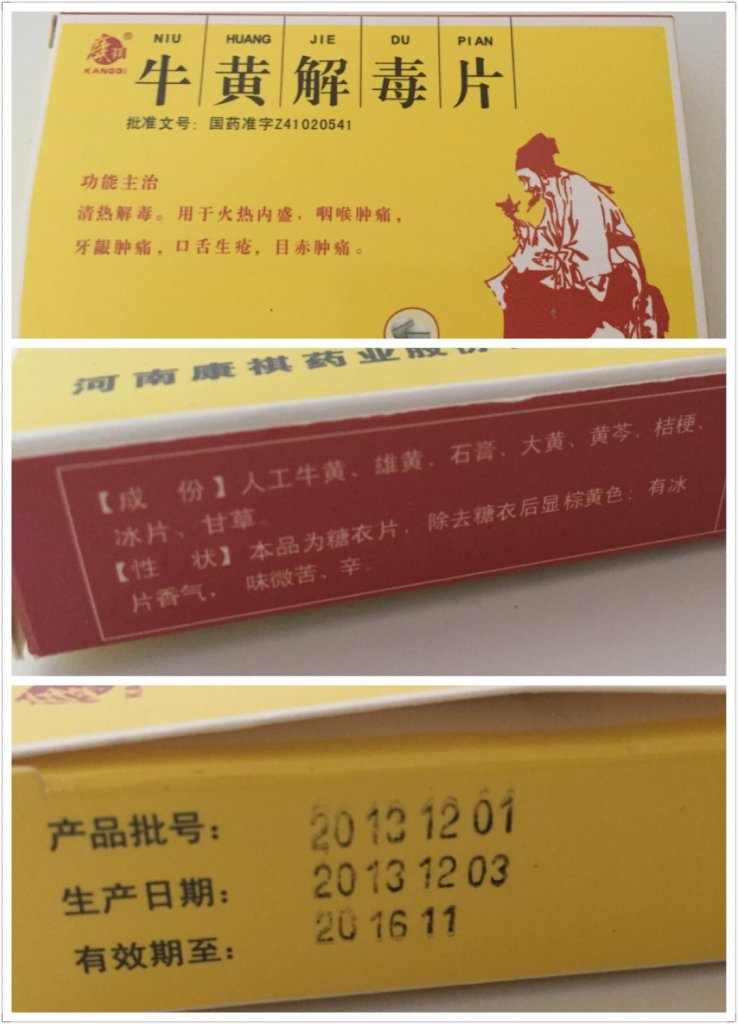 康祺®
KANGGI
NIU HUANG JIE DU PIAN
牛黄解毒片
批准文号：国药准字Z41020541
功能主治
清热解毒。用于火热内盛，咽喉肿痛，
牙龈肿痛，口舌生疮，目赤肿痛。
河南康祺药业股份
【成 份】人工牛黄、雄黄、石膏、大黄、黄芩、桔梗、
冰片、甘草。
【性 状】本品为糖衣片，除去糖衣后显棕黄色；有冰
片香气，味微苦、辛。
产品批号： 20131201
生产日期： 20131203
有效期至： 201611